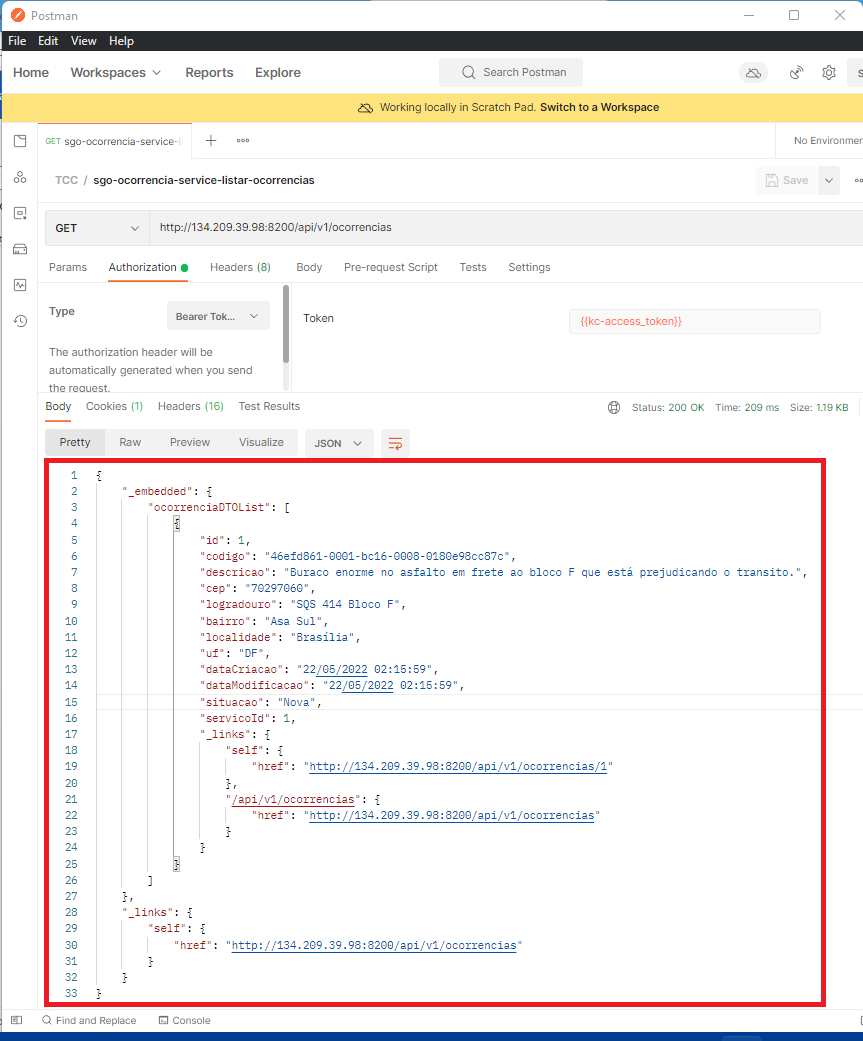 Postman
File Edit View Help
Home Workspaces Reports Explore Search Postman
Working locally in Scratch Pad. Switch to a Workspace
GET sgo-ocorrencia-service-l
No Environmen
TCC / sgo-ocorrencia-service-listar-ocorrencias
Save
GET http://134.209.39.98:8200/api/v1/ocorrencias
Params Authorization Headers (8) Body Pre-request Script Tests Settings
Type Bearer Tok... Token {{kc-access_token}}
The authorization header will be
automatically generated when you send
the request.
Body Cookies (1) Headers (16) Test Results Status: 200 OK Time: 209 ms Size: 1.19 KB
Pretty Raw Preview Visualize JSON
1 {
2 "_embedded": {
3 "ocorrenciaDTOList": [
4 {
5 "id": 1,
6 "codigo": "46efd861-0001-bc16-0008-0180e98cc87c",
7 "descricao": "Buraco enorme no asfalto em frete ao bloco F que está prejudicando o transito.",
8 "cep": "70297060",
9 "logradouro": "SQS 414 Bloco F",
10 "bairro": "Asa Sul",
11 "localidade": "Brasília",
12 "uf": "DF",
13 "dataCriacao": "22/05/2022 02:15:59",
14 "dataModificacao": "22/05/2022 02:15:59",
15 "situacao": "Nova",
16 "servicoId": 1,
17 "_links": {
18 "self": {
19 "href": "http://134.209.39.98:8200/api/v1/ocorrencias/1"
20 },
21 "/api/v1/ocorrencias": {
22 "href": "http://134.209.39.98:8200/api/v1/ocorrencias"
23 }
24 }
25 }
26 ]
27 },
28 "_links": {
29 "self": {
30 "href": "http://134.209.39.98:8200/api/v1/ocorrencias"
31 }
32 }
33 }
Find and Replace Console